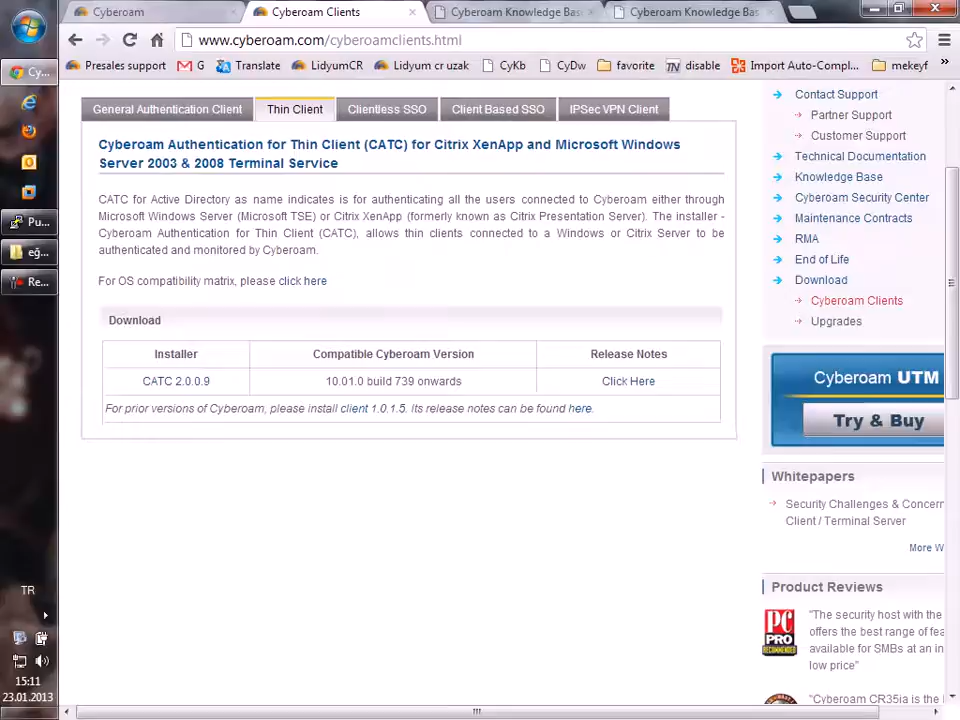 Cyberoam
Cyberoam Clients
Cyberoam Knowledge Bas
Cyberoam Knowledge Bas
www.cyberoam.com/cyberoamclients.html
Presales support
G
Translate
LidyumCR
Lidyum cr uzak
CyKb
CyDw
favorite
TN disable
Import Auto-Compl...
mekeyf
»
Cy...
Pu...
eğ...
Re...
TR
15:11
23.01.2013
General Authentication Client
Thin Client
Clientless SSO
Client Based SSO
IPSec VPN Client
Cyberoam Authentication for Thin Client (CATC) for Citrix XenApp and Microsoft Windows
Server 2003 & 2008 Terminal Service
CATC for Active Directory as name indicates is for authenticating all the users connected to Cyberoam either through
Microsoft Windows Server (Microsoft TSE) or Citrix XenApp (formerly known as Citrix Presentation Server). The installer -
Cyberoam Authentication for Thin Client (CATC), allows thin clients connected to a Windows or Citrix Server to be
authenticated and monitored by Cyberoam.
For OS compatibility matrix, please click here
Download
Installer
Compatible Cyberoam Version
Release Notes
CATC 2.0.0.9
10.01.0 build 739 onwards
Click Here
For prior versions of Cyberoam, please install client 1.0.1.5. Its release notes can be found here.
Contact Support
Partner Support
Customer Support
Technical Documentation
Knowledge Base
Cyberoam Security Center
Maintenance Contracts
RMA
End of Life
Download
Cyberoam Clients
Upgrades
Cyberoam UTM
Try & Buy
Whitepapers
Security Challenges & Concern
Client / Terminal Server
More W
Product Reviews
PC
PRO
RECOMMENDED
"The security host with the
offers the best range of fea
available for SMBs at an in
low price"
"Cyberoam CR35ia is the